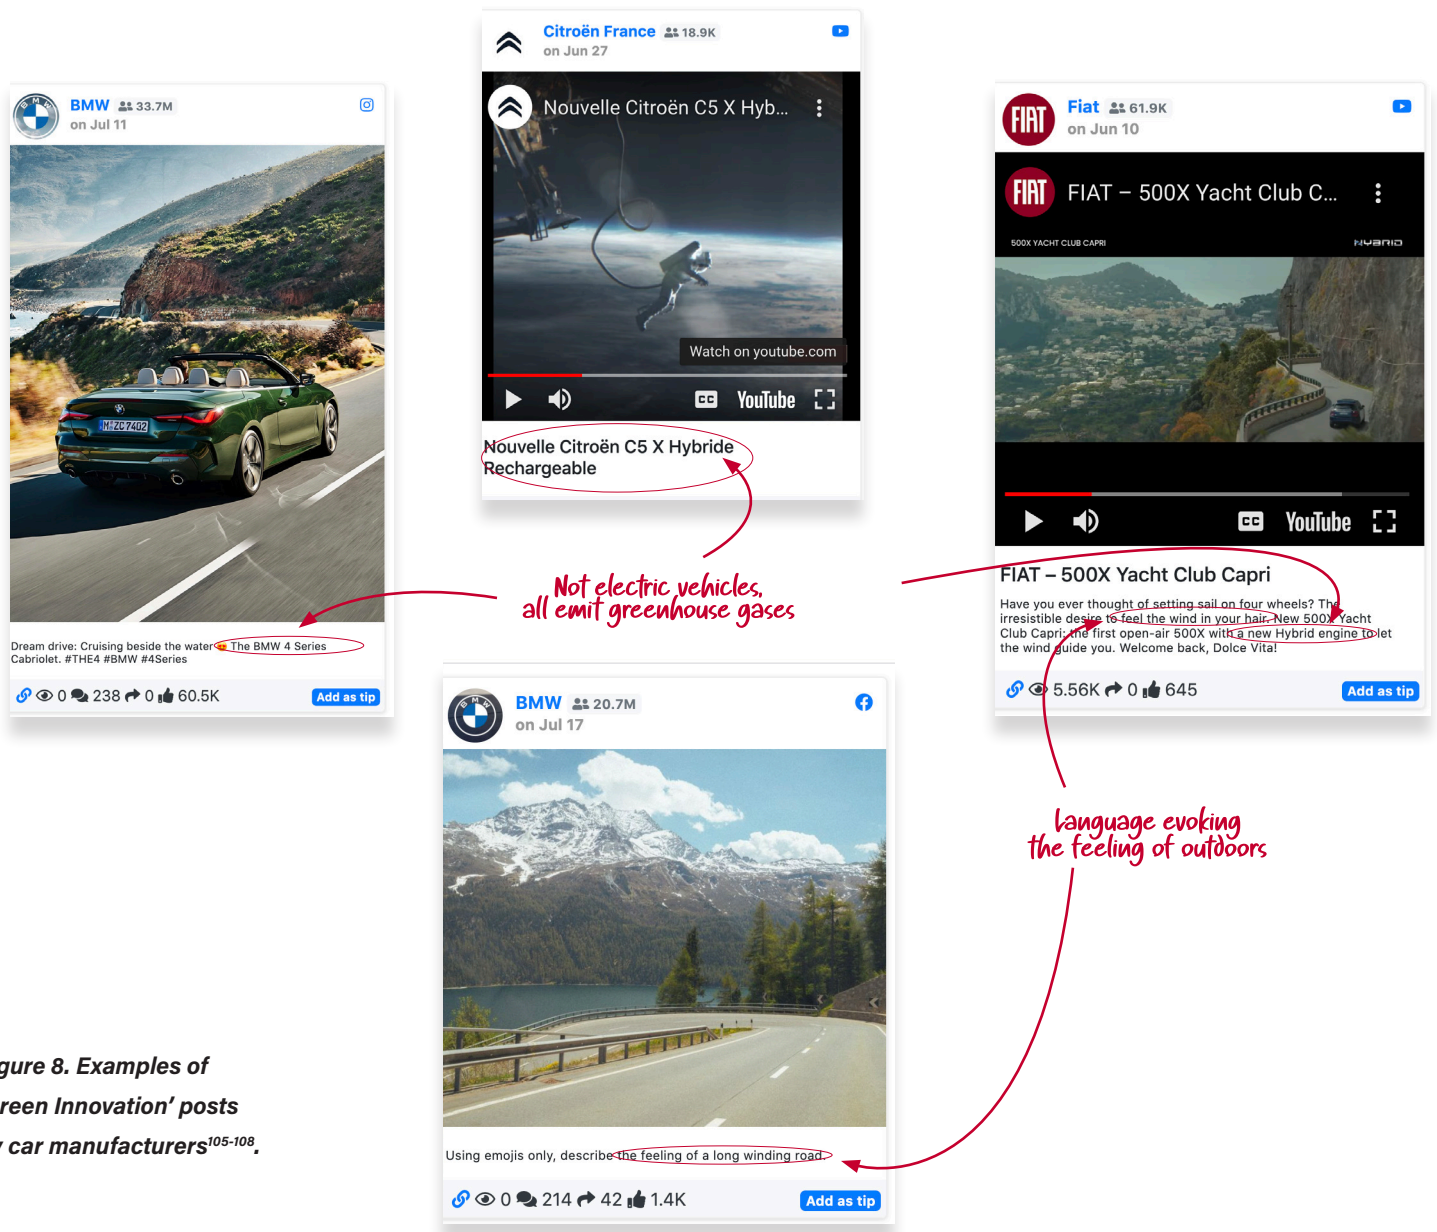 BMW 33.7M
on Jul 11
BMW
M·ZC 7402
Dream drive: Cruising beside the water 😍 The BMW 4 Series
Cabriolet. #THE4 #BMW #4Series
0 238 0 60.5K Add as tip
Citroën France 18.9K
on Jun 27
Nouvelle Citroën C5 X Hyb...
Watch on youtube.com
CC YouTube
Nouvelle Citroën C5 X Hybride
Rechargeable
Fiat 61.9K
on Jun 10
FIAT
FIAT
FIAT – 500X Yacht Club C...
500X YACHT CLUB CAPRI HYBRID
CC YouTube
FIAT – 500X Yacht Club Capri
Have you ever thought of setting sail on four wheels? The
irresistible desire to feel the wind in your hair. New 500X Yacht
Club Capri: the first open-air 500X with a new Hybrid engine to let
the wind guide you. Welcome back, Dolce Vita!
5.56K 0 645 Add as tip
Not electric vehicles,
all emit greenhouse gases
BMW 20.7M
on Jul 17
BMW
Using emojis only, describe the feeling of a long winding road.
0 214 42 1.4K Add as tip
Language evoking
the feeling of outdoors
gure 8. Examples of
reen Innovation' posts
y car manufacturers105-108.